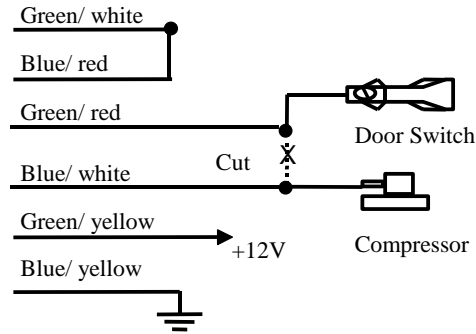 Green/ white
Blue/ red
Green/ red
Door Switch
Cut
X
Blue/ white
Green/ yellow
+12V
Compressor
Blue/ yellow